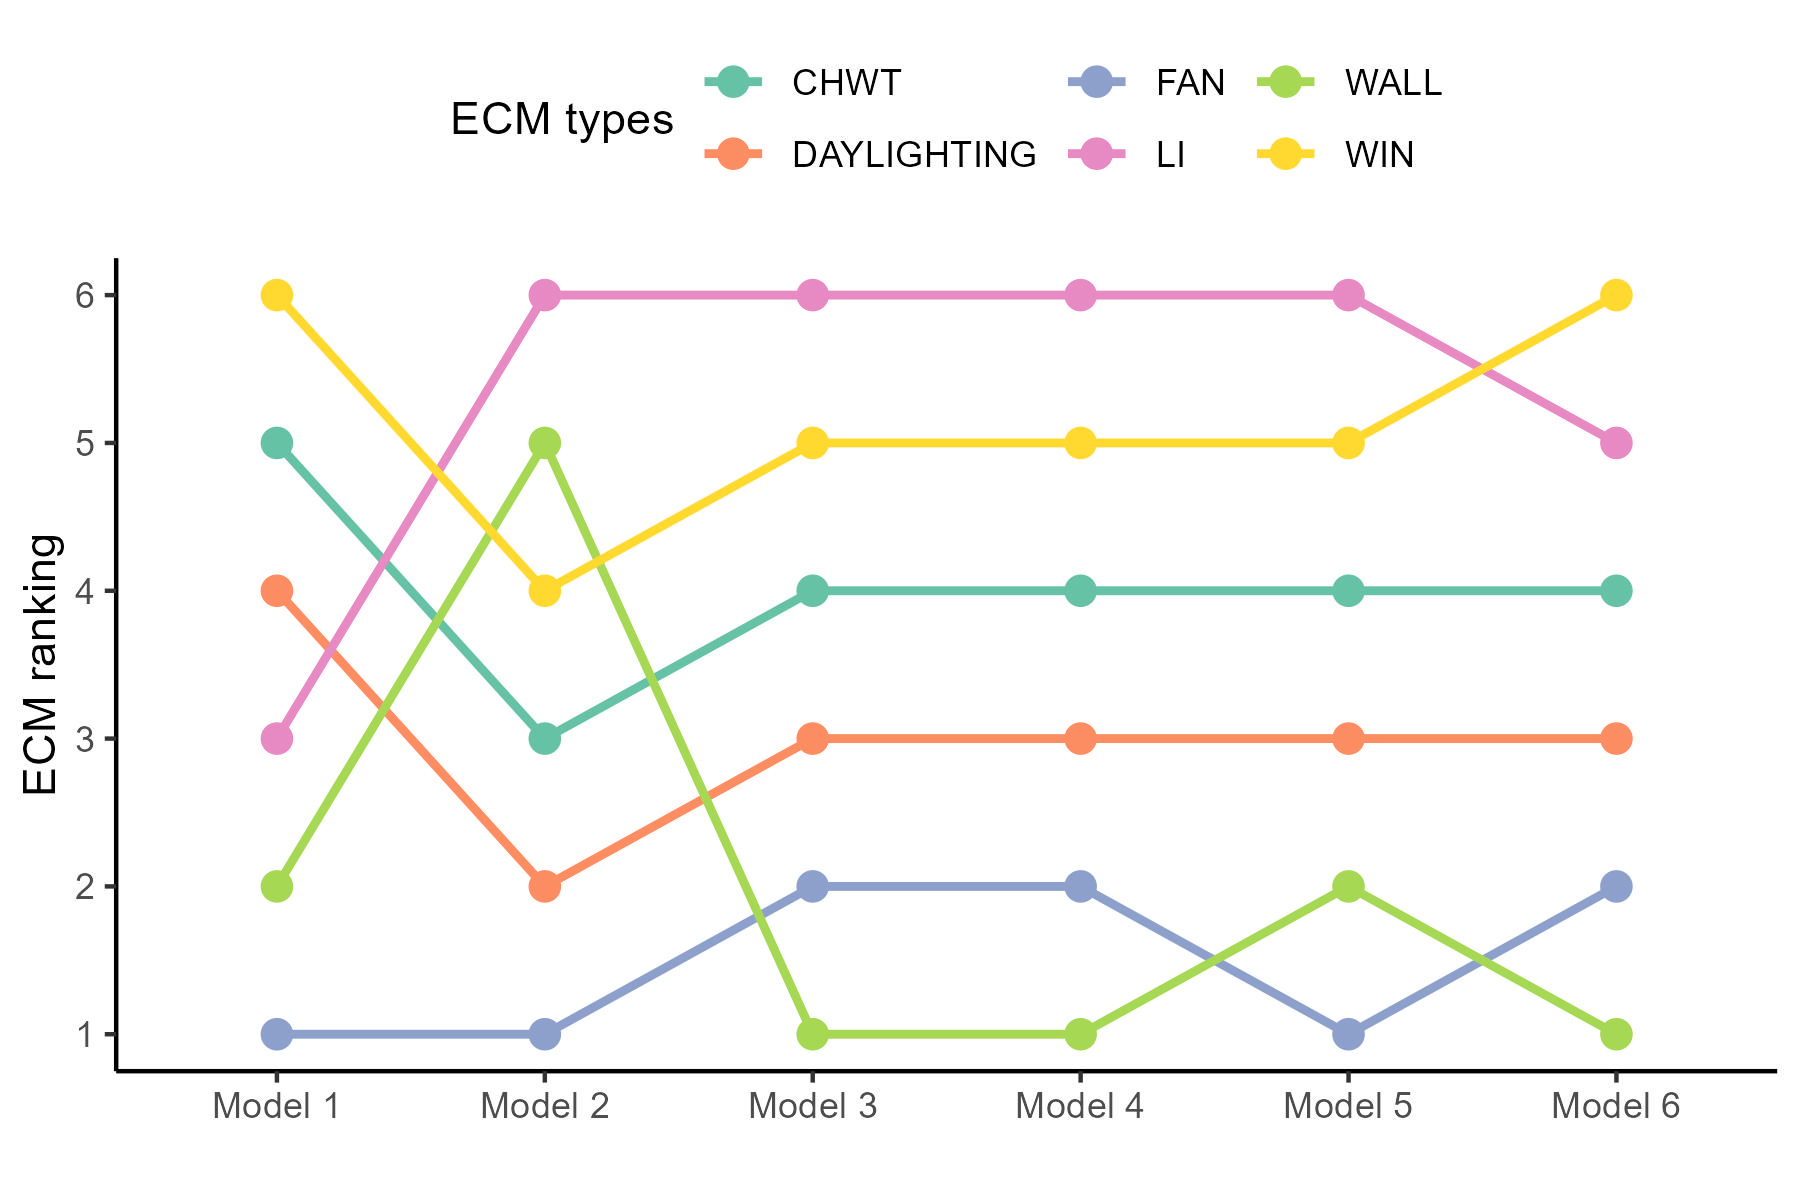 ECM types
CHWT FAN WALL
DAYLIGHTING LI WIN
ECM ranking
6
5
4
3
2
1
Model 1 Model 2 Model 3 Model 4 Model 5 Model 6